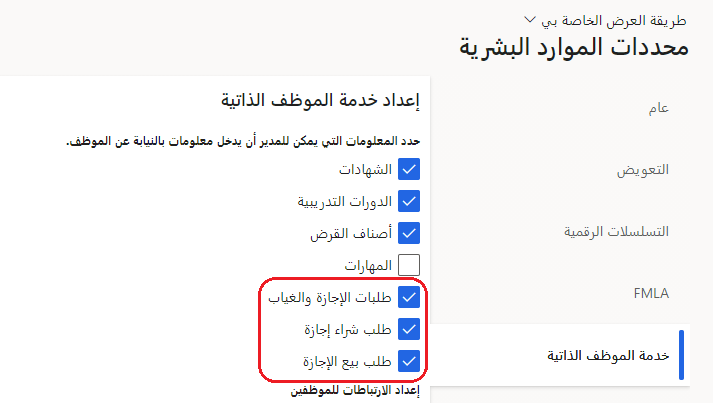 طريقة العرض الخاصة بي
محددات الموارد البشرية
عام
التعويض
التسلسلات الرقمية
FMLA
خدمة الموظف الذاتية
إعداد خدمة الموظف الذاتية
حدد المعلومات التي يمكن للمدير أن يدخل معلومات بالنيابة عن الموظف.
الشهادات
الدورات التدريبية
أصناف القرض
المهارات
طلبات الإجازة والغياب
طلب شراء إجازة
طلب بيع الإجازة
إعداد الارتباطات للموظفين